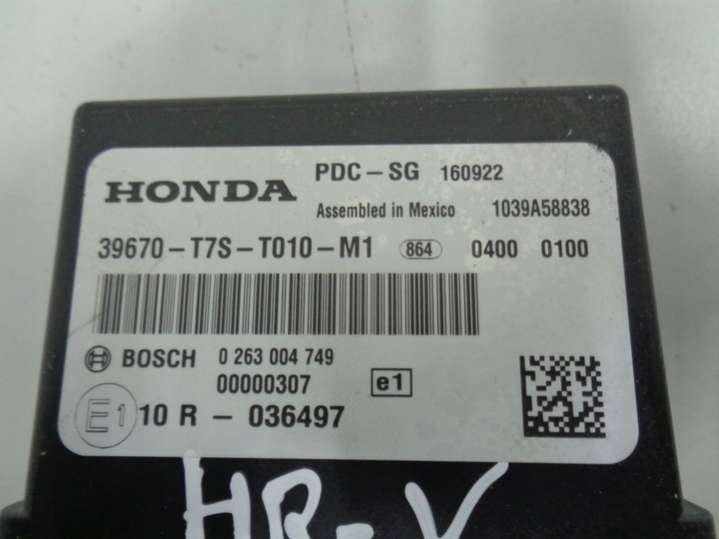 HONDA PDC-SG 160922
Assembled in Mexico 1039A58838
39670-T7S-T010-M1 864 0400 0100
BOSCH 0 263 004 749
00000307 e1
E1 10 R - 036497
HR-V